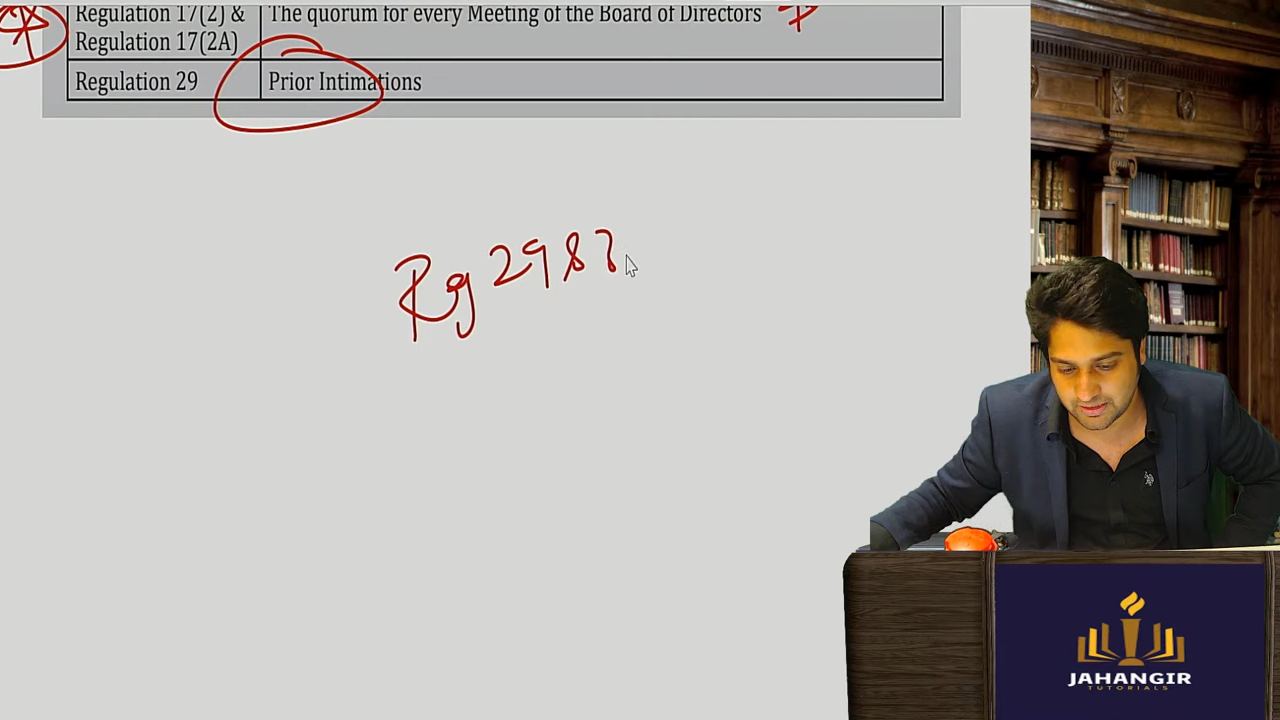 Regulation 17(2) & The quorum for every Meeting of the Board of Directors
Regulation 17(2A)
Regulation 29 Prior Intimations
Rg 29 &
JAHANGIR
TUTORIALS